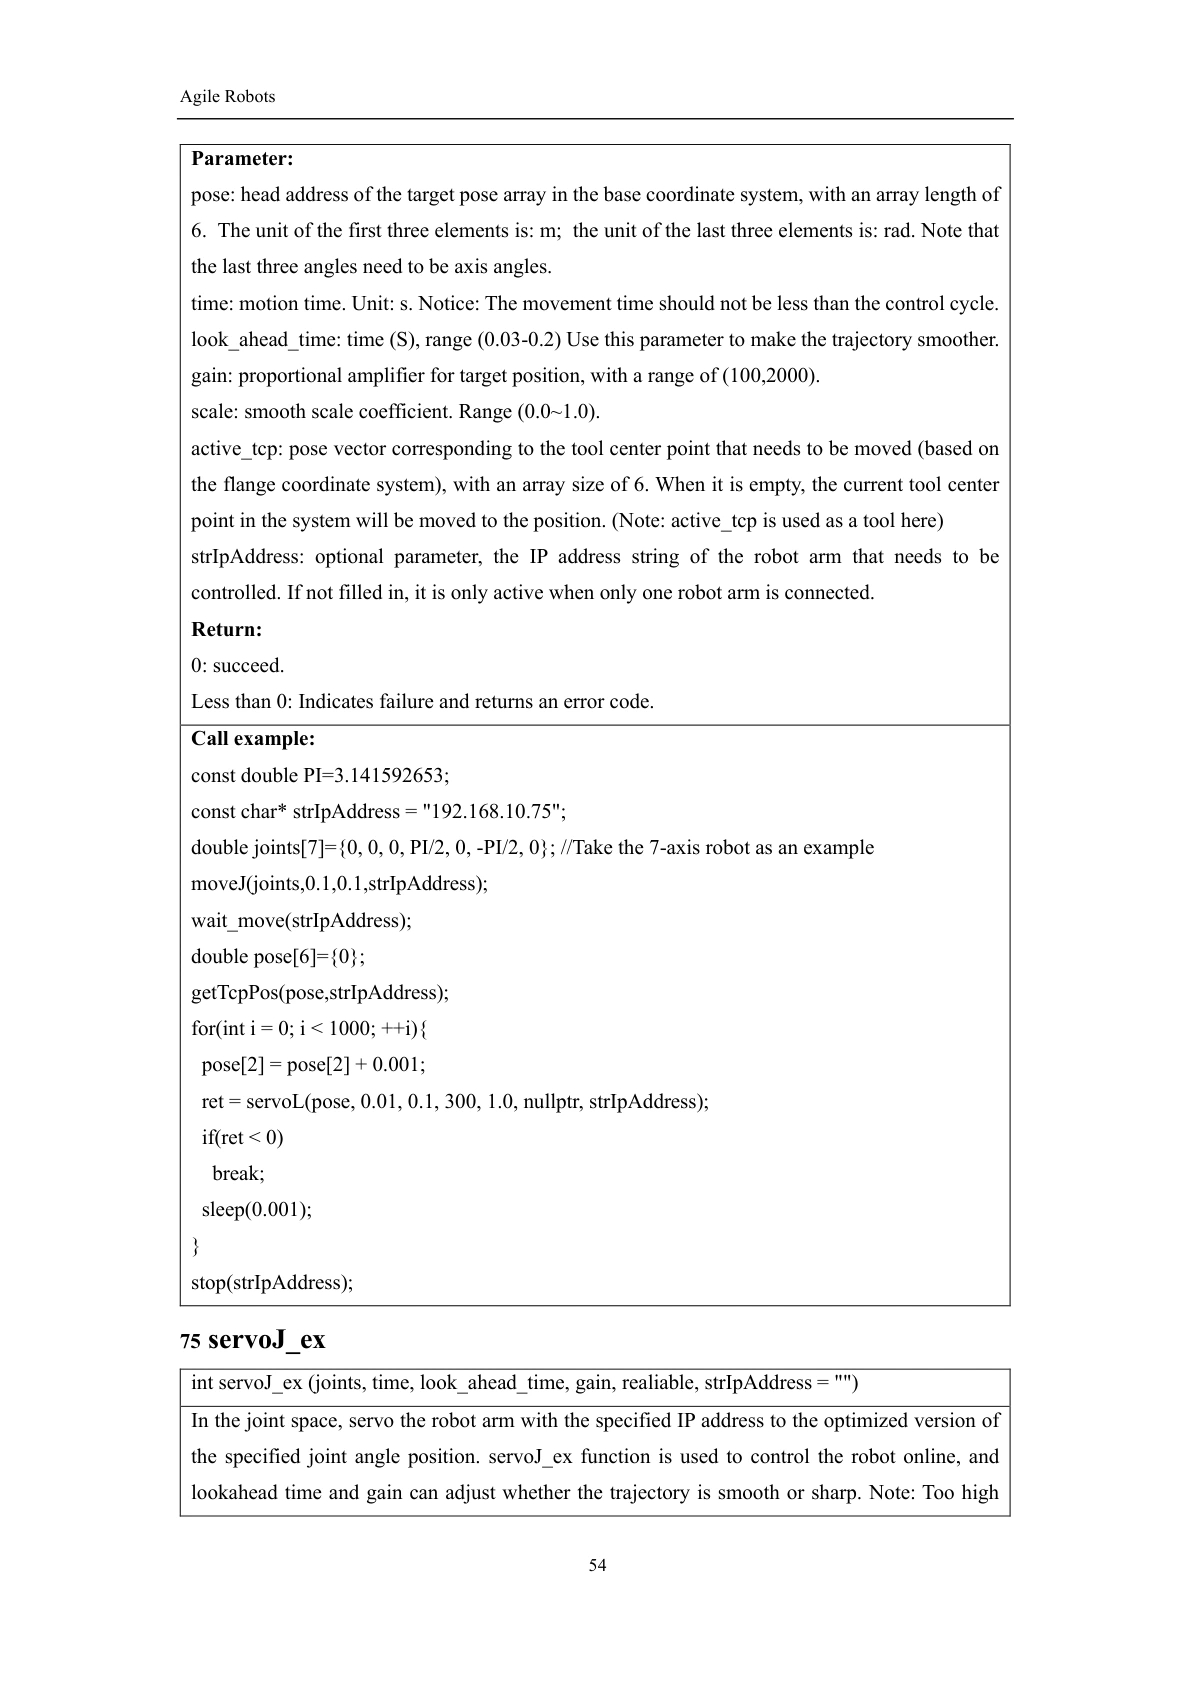 Agile Robots
Parameter:
pose: head address of the target pose array in the base coordinate system, with an array length of
6.  The unit of the first three elements is: m;  the unit of the last three elements is: rad. Note that
the last three angles need to be axis angles.
time: motion time. Unit: s. Notice: The movement time should not be less than the control cycle.
look_ahead_time: time (S), range (0.03-0.2) Use this parameter to make the trajectory smoother.
gain: proportional amplifier for target position, with a range of (100,2000).
scale: smooth scale coefficient. Range (0.0~1.0).
active_tcp: pose vector corresponding to the tool center point that needs to be moved (based on
the flange coordinate system), with an array size of 6. When it is empty, the current tool center
point in the system will be moved to the position. (Note: active_tcp is used as a tool here)
strIpAddress: optional parameter, the IP address string of the robot arm that needs to be
controlled. If not filled in, it is only active when only one robot arm is connected.
Return:
0: succeed.
Less than 0: Indicates failure and returns an error code.
Call example:
const double PI=3.141592653;
const char* strIpAddress = "192.168.10.75";
double joints[7]={0, 0, 0, PI/2, 0, -PI/2, 0}; //Take the 7-axis robot as an example
moveJ(joints,0.1,0.1,strIpAddress);
wait_move(strIpAddress);
double pose[6]={0};
getTcpPos(pose,strIpAddress);
for(int i = 0; i < 1000; ++i){
pose[2] = pose[2] + 0.001;
ret = servoL(pose, 0.01, 0.1, 300, 1.0, nullptr, strIpAddress);
if(ret < 0)
break;
sleep(0.001);
}
stop(strIpAddress);
75 servoJ_ex
int servoJ_ex (joints, time, look_ahead_time, gain, realiable, strIpAddress = "")
In the joint space, servo the robot arm with the specified IP address to the optimized version of
the specified joint angle position. servoJ_ex function is used to control the robot online, and
lookahead time and gain can adjust whether the trajectory is smooth or sharp. Note: Too high
54